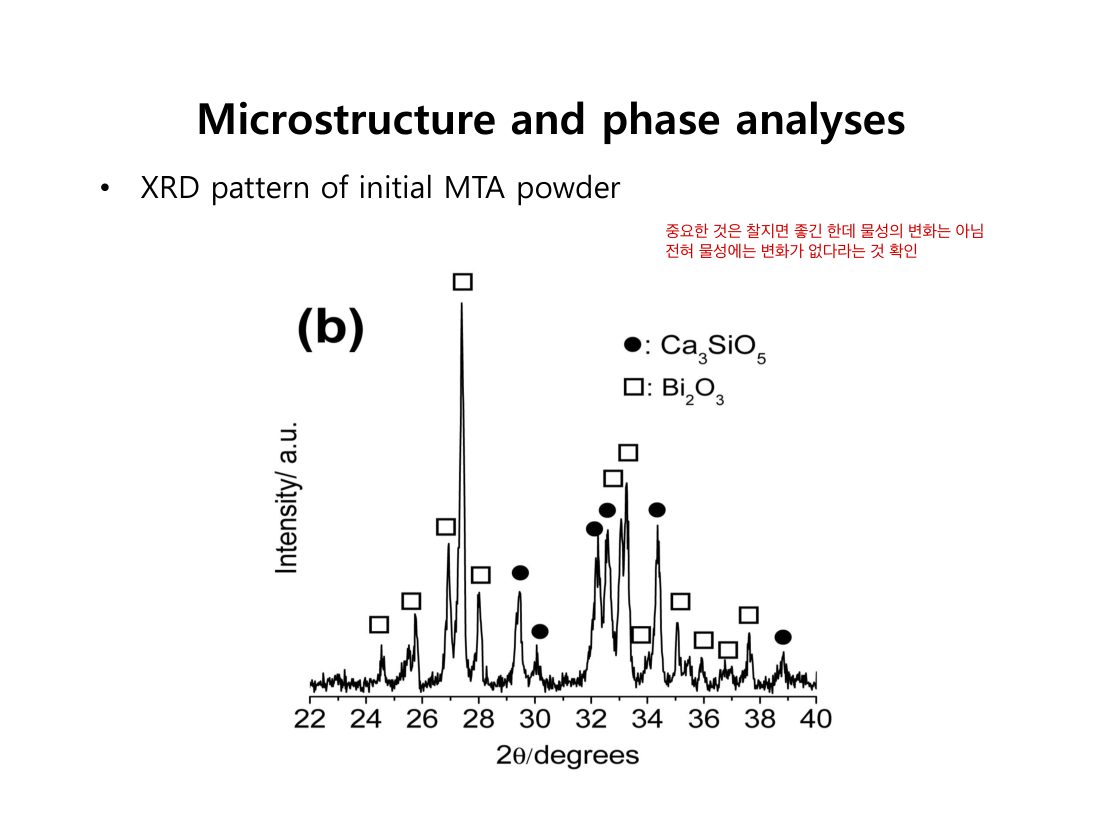 Microstructure and phase analyses
• XRD pattern of initial MTA powder
중요한 것은 찰지면 좋긴 한데 물성의 변화는 아님
전혀 물성에는 변화가 없다라는 것 확인
(b)
●: Ca₃SiO₅
□: Bi₂O₃
Intensity/ a.u.
22 24 26 28 30 32 34 36 38 40
2θ/degrees